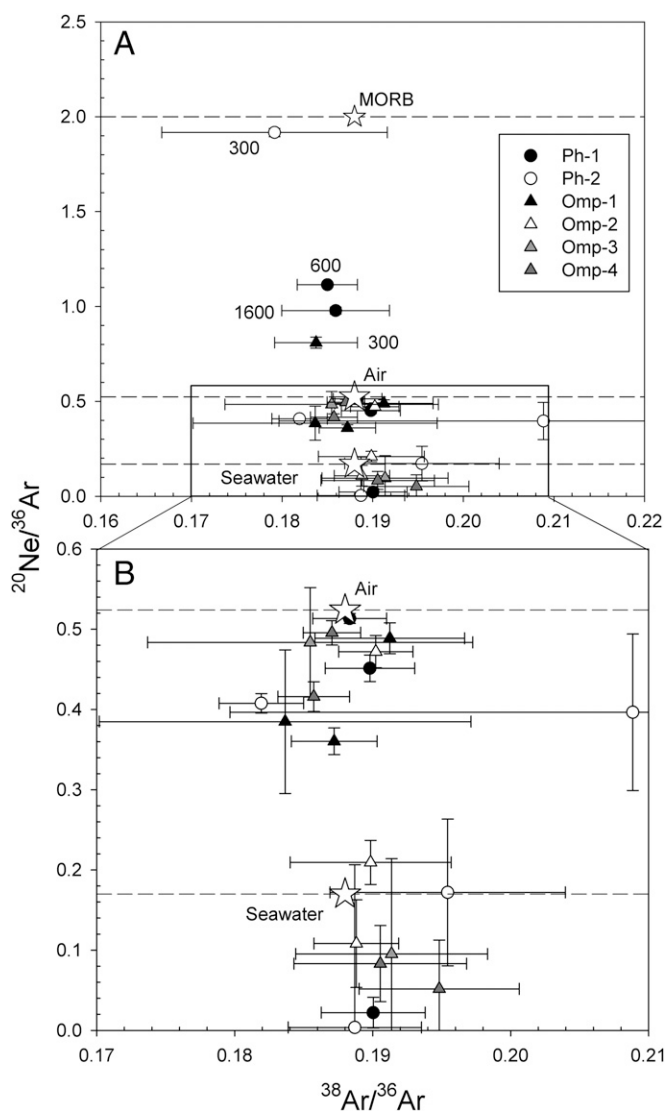 A
2.5
2.0
1.5
1.0
0.5
0.0
MORB
300
Ph-1
Ph-2
Omp-1
Omp-2
Omp-3
Omp-4
600
1600
300
Air
Seawater
0.16 0.17 0.18 0.19 0.20 0.21 0.22
²⁰Ne/³⁶Ar
B
0.6
0.5
0.4
0.3
0.2
0.1
0.0
Air
Seawater
0.17 0.18 0.19 0.20 0.21
³⁸Ar/³⁶Ar